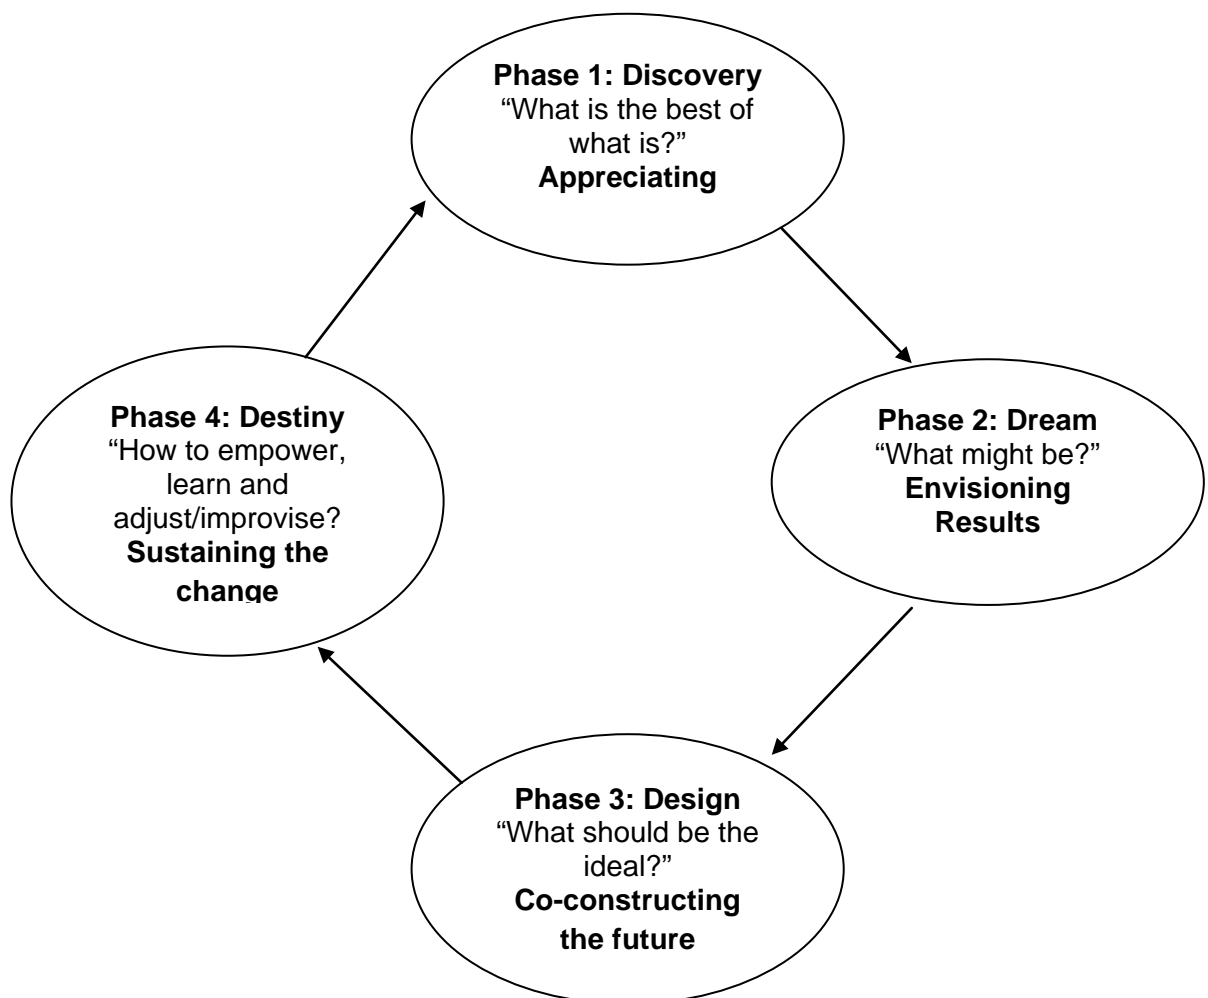 Phase 1: Discovery
“What is the best of
what is?”
Appreciating
Phase 2: Dream
“What might be?”
Envisioning
Results
Phase 3: Design
“What should be the
ideal?”
Co-constructing
the future
Phase 4: Destiny
“How to empower,
learn and
adjust/improvise?
Sustaining the
change